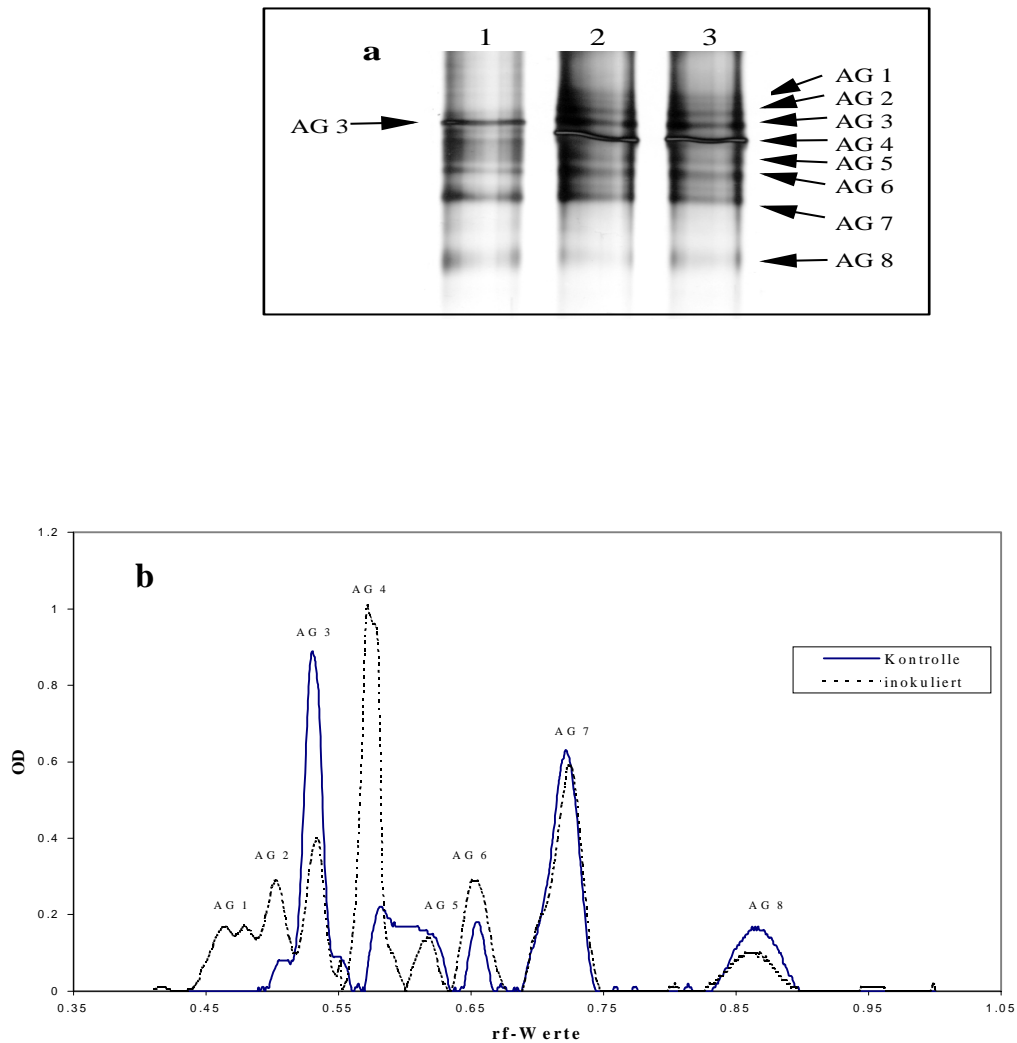 a
1 2 3
AG 3
AG 1
AG 2
AG 3
AG 4
AG 5
AG 6
AG 7
AG 8
b
1.2
1
0.8
0.6
0.4
0.2
0
OD
AG 1
AG 2
AG 3
AG 4
AG 5
AG 6
AG 7
AG 8
Kontrolle
inokuliert
0.35 0.45 0.55 0.65 0.75 0.85 0.95 1.05
rf-Werte